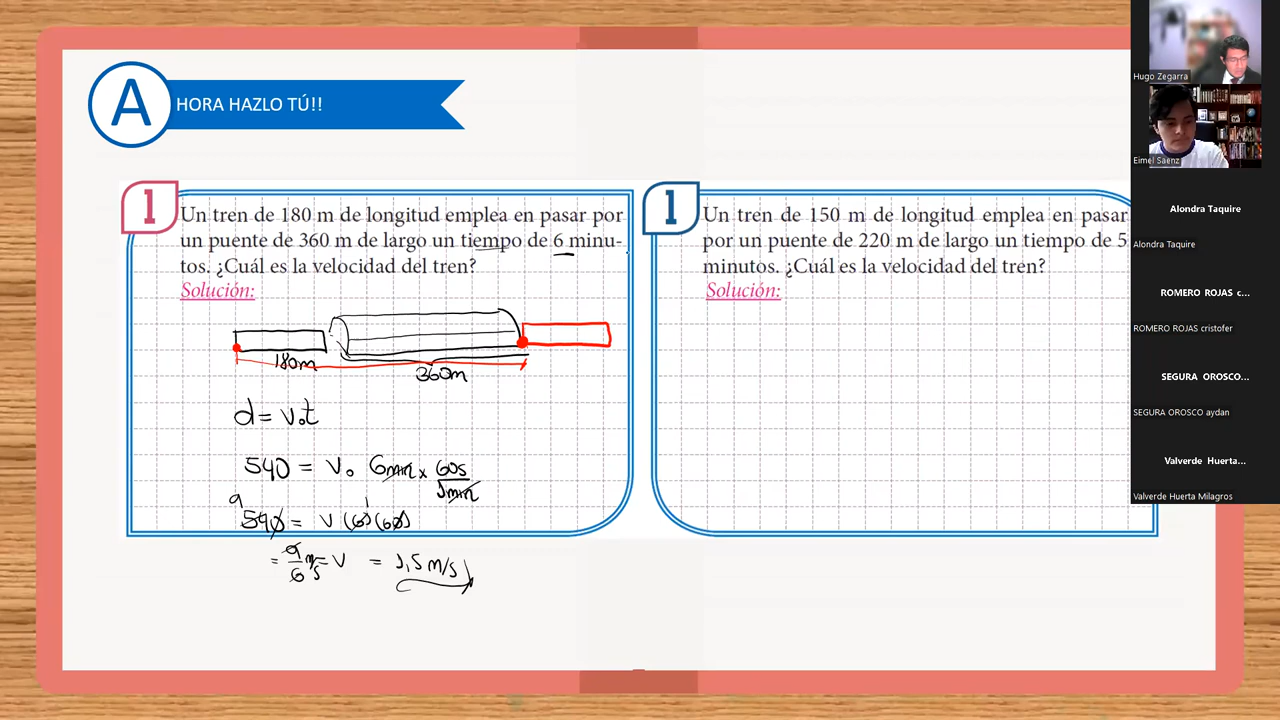 A HORA HAZLO TÚ!!
1
Un tren de 180 m de longitud emplea en pasar por
un puente de 360 m de largo un tiempo de 6 minu-
tos. ¿Cuál es la velocidad del tren?
Solución:
180m
360m
d = v.t
540 = v. 6min x 60s
1min
9 1
540 = v (6)(60)
= 9 m = v = 1,5 m/s
6 s
1
Un tren de 150 m de longitud emplea en pasar
por un puente de 220 m de largo un tiempo de 5
minutos. ¿Cuál es la velocidad del tren?
Solución:
Hugo Zegarra
Eimel Saenz
Alondra Taquire
Alondra Taquire
ROMERO ROJAS c...
ROMERO ROJAS cristofer
SEGURA OROSCO...
SEGURA OROSCO aydan
Valverde Huerta...
Valverde Huerta Milagros